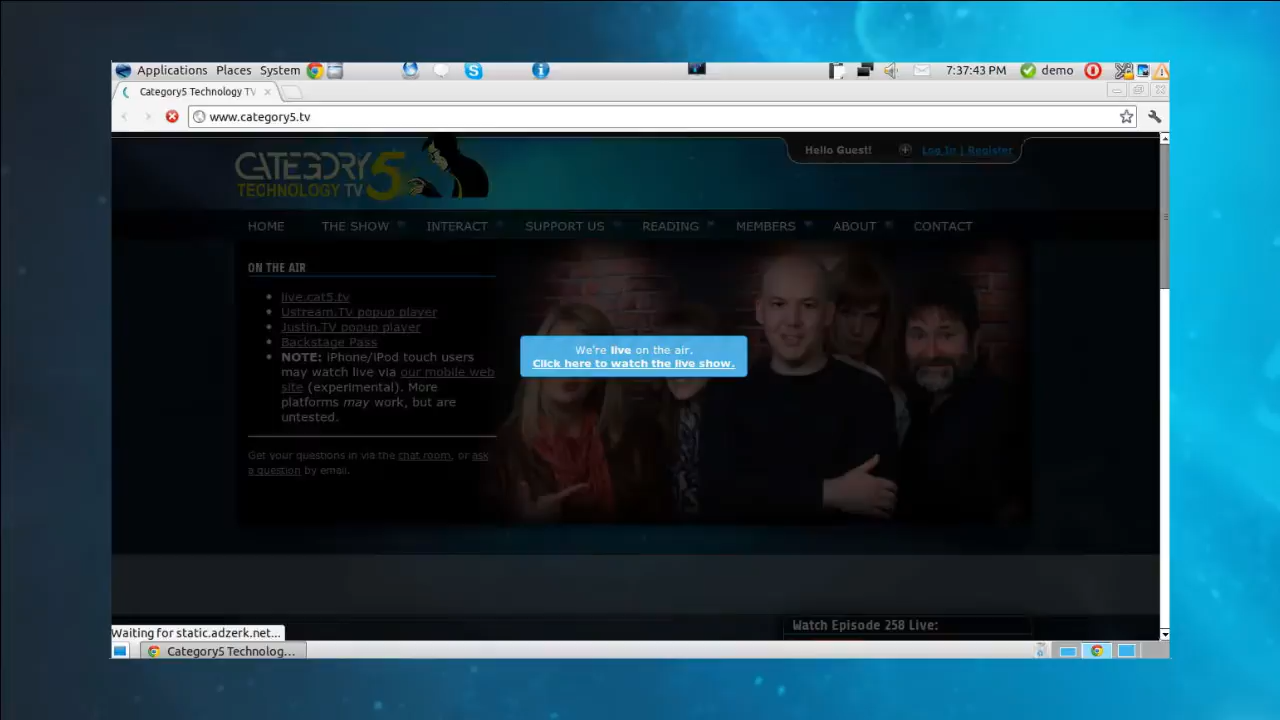 Applications Places System 7:37:43 PM demo
Category5 Technology TV
www.category5.tv
CATEGORY 5
TECHNOLOGY TV
Hello Guest! Log In | Register
HOME THE SHOW INTERACT SUPPORT US READING MEMBERS ABOUT CONTACT
ON THE AIR
live.cat5.tv
Ustream.TV popup player
Justin.TV popup player
Backstage Pass
NOTE: iPhone/iPod touch users
may watch live via our mobile web
site (experimental). More
platforms may work, but are
untested.
Get your questions in via the chat room, or ask
a question by email.
We're live on the air.
Click here to watch the live show.
Watch Episode 258 Live:
Waiting for static.adzerk.net...
Category5 Technolog...